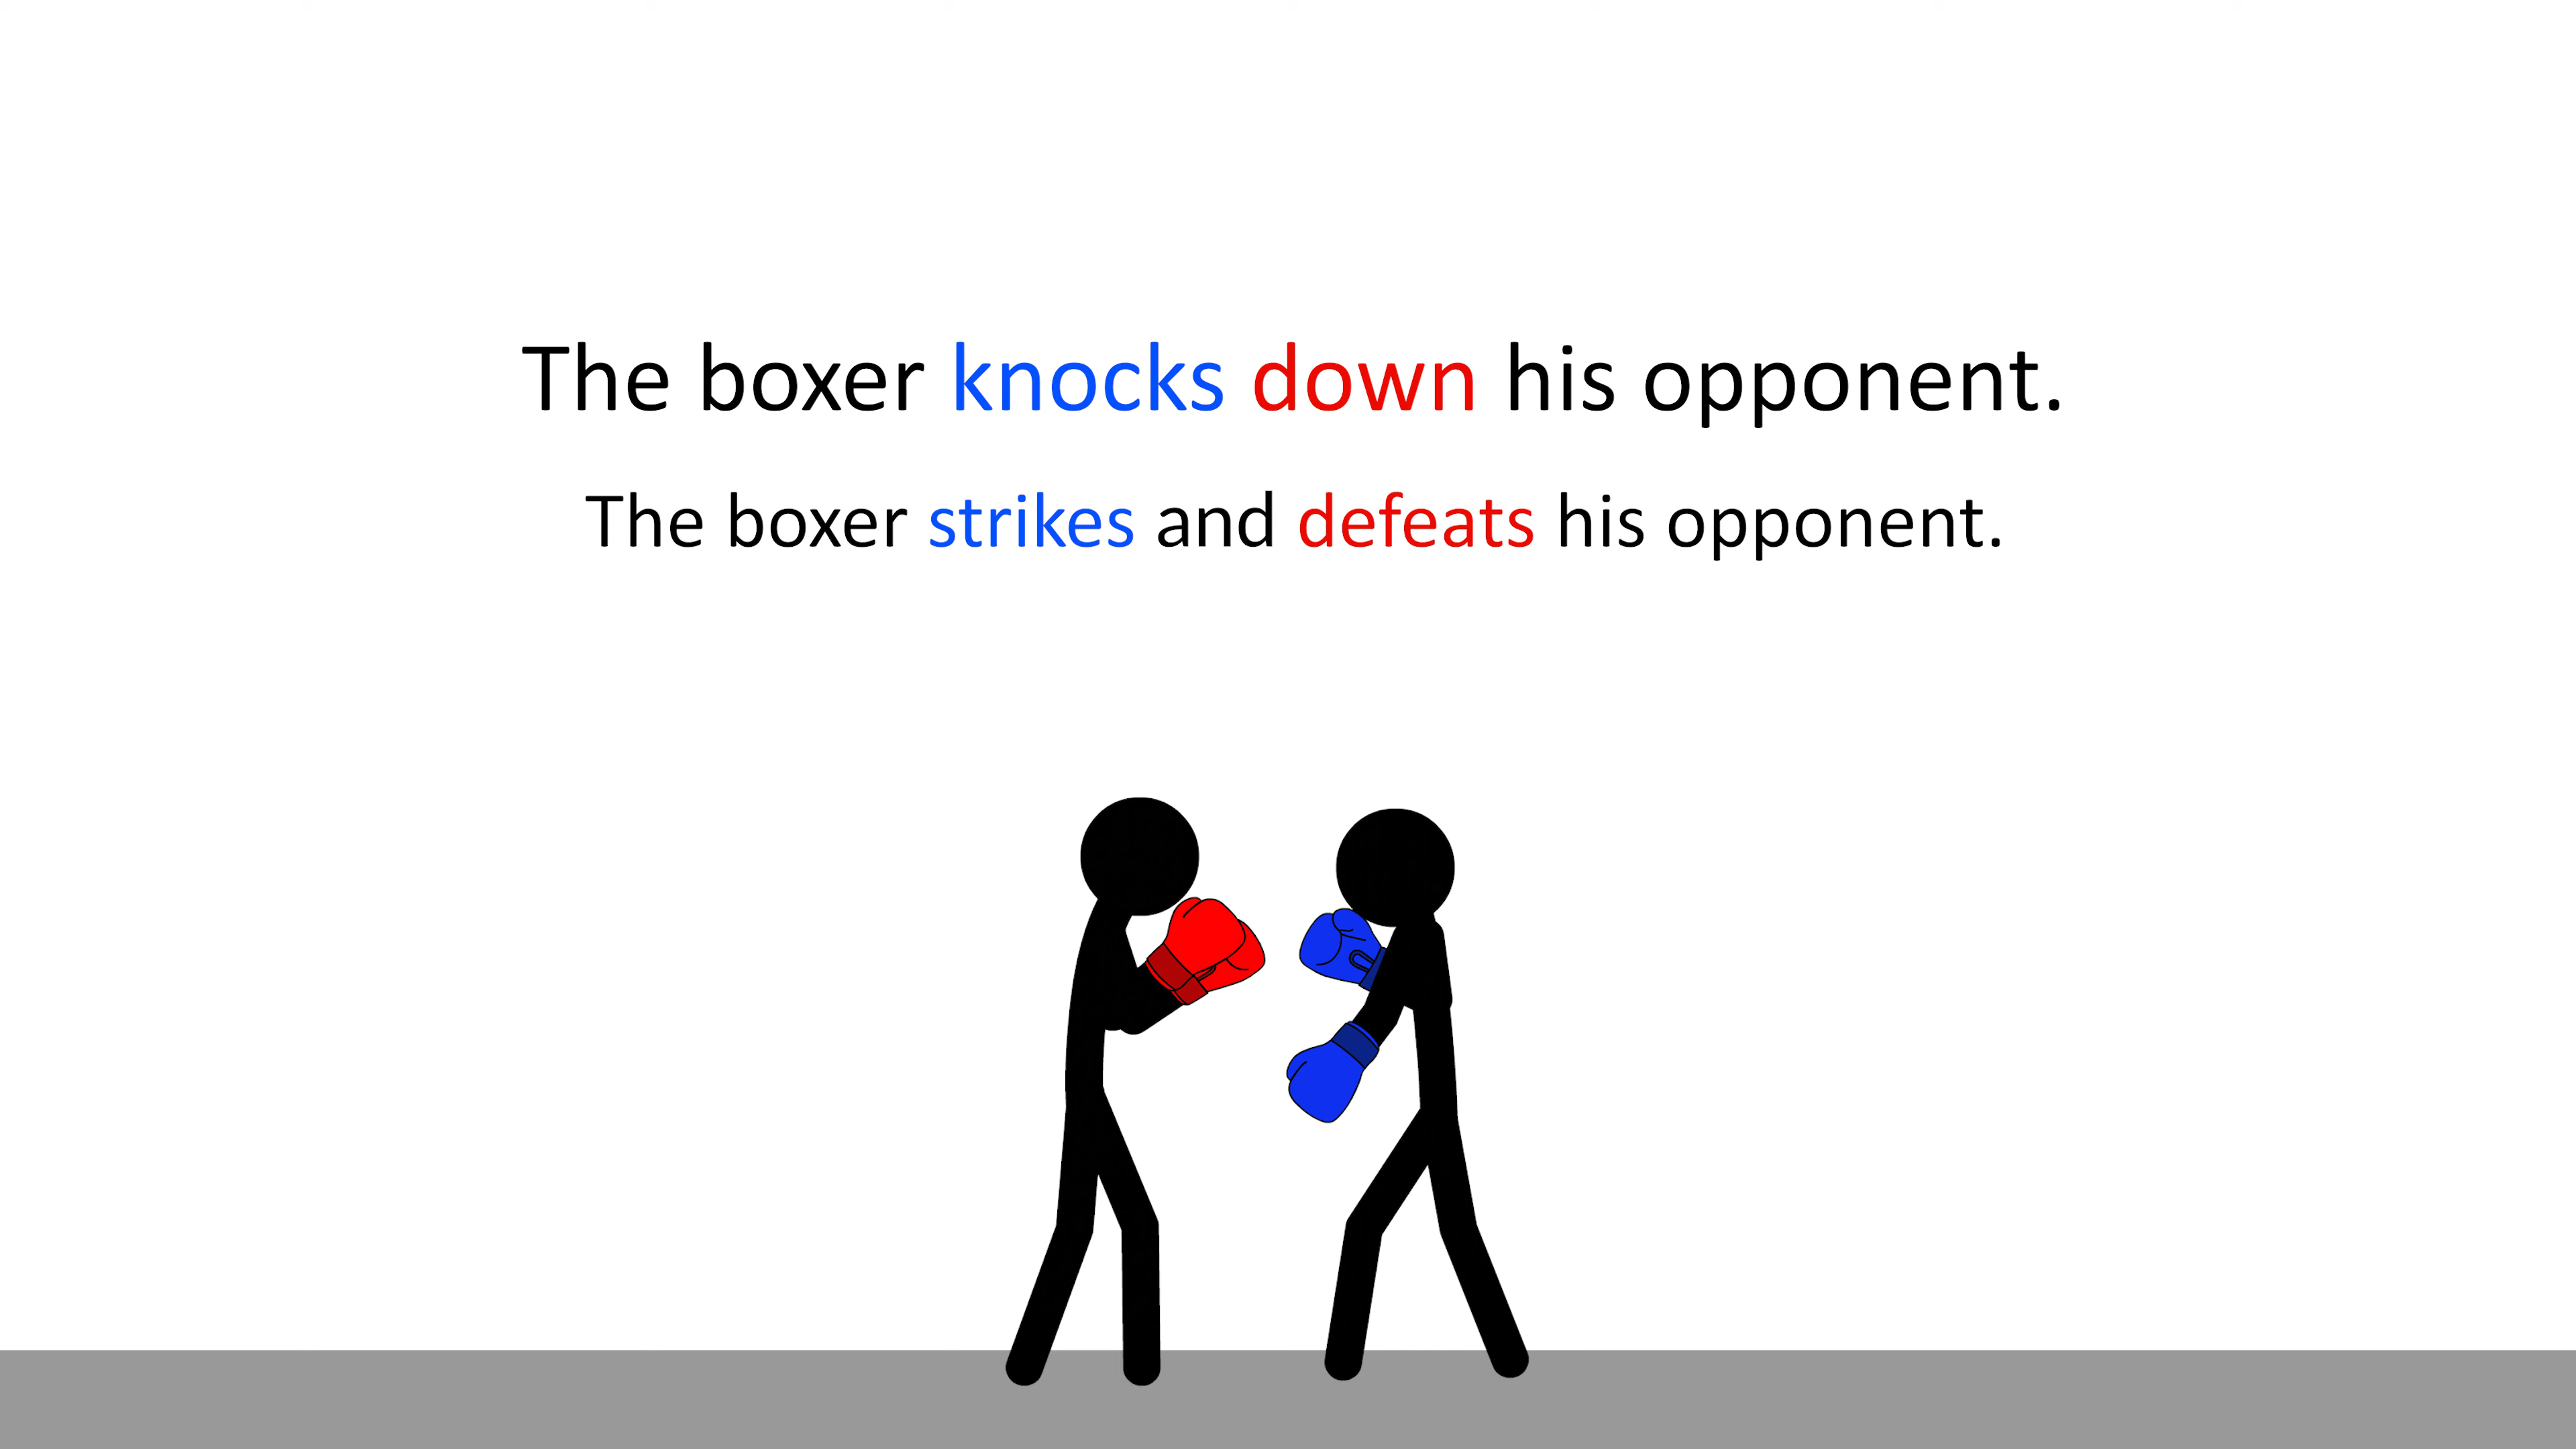 The boxer knocks down his opponent.
The boxer strikes and defeats his opponent.